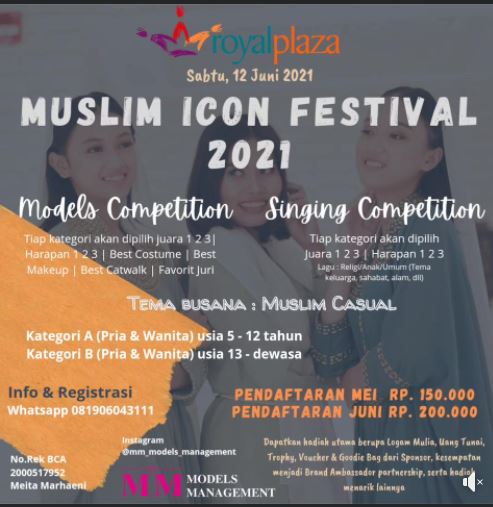 royalplaza
Sabtu, 12 Juni 2021
MUSLIM ICON FESTIVAL
2021
Models Competition
Tiap kategori akan dipilih juara 1 2 3|
Harapan 1 2 3 | Best Costume | Best
Makeup | Best Catwalk | Favorit Juri
Singing Competition
Tiap kategori akan dipilih
Juara 1 2 3 | Harapan 1 2 3
Lagu : Religi/Anak/Umum (Tema
keluarga, sahabat, alam, dll)
TEMA BUSANA : MUSLIM CASUAL
Kategori A (Pria & Wanita) usia 5 - 12 tahun
Kategori B (Pria & Wanita) usia 13 - dewasa
Info & Registrasi
Whatsapp 081906043111
PENDAFTARAN MEI RP. 150.000
PENDAFTARAN JUNI RP. 200.000
No.Rek BCA
2000517952
Meita Marhaeni
Instagram
@mm_models_management
MM MODELS
MANAGEMENT
Dapatkan hadiah utama berupa Logam Mulia, Uang Tunai,
Trophy, Voucher & Goodie Bag dari Sponsor, kesempatan
menjadi Brand Ambassador partnership, serta hadiah
menarik lainnya